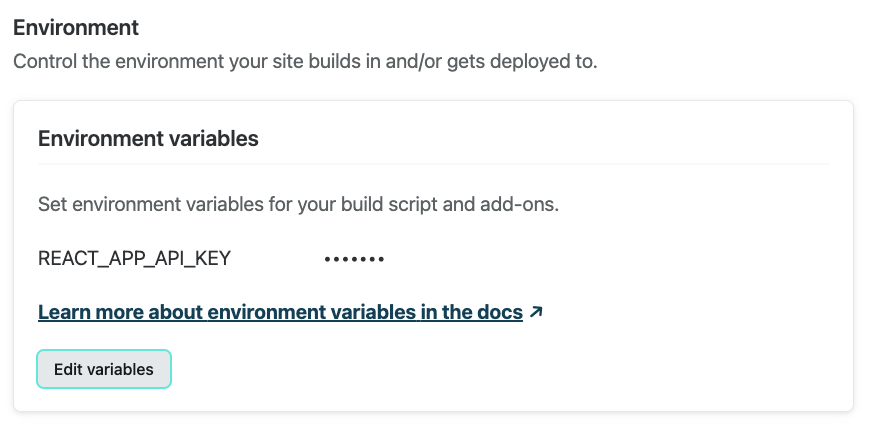 Environment
Control the environment your site builds in and/or gets deployed to.
Environment variables
Set environment variables for your build script and add-ons.
REACT_APP_API_KEY •••••••
Learn more about environment variables in the docs ↗
Edit variables